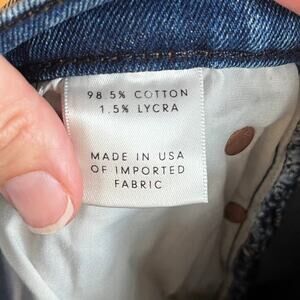 98.5% COTTON
1.5% LYCRA
MADE IN USA
OF IMPORTED
FABRIC